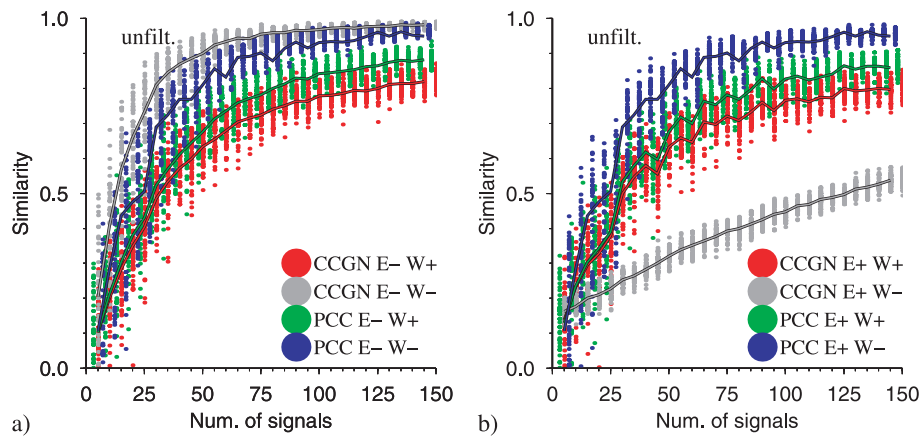 1.0
unfilt.
Similarity
0.5
CCGN E− W+
CCGN E− W−
PCC E− W+
PCC E− W−
0.0
0 25 50 75 100 125 150
Num. of signals
a)
1.0
unfilt.
Similarity
0.5
CCGN E+ W+
CCGN E+ W−
PCC E+ W+
PCC E+ W−
0.0
0 25 50 75 100 125 150
Num. of signals
b)